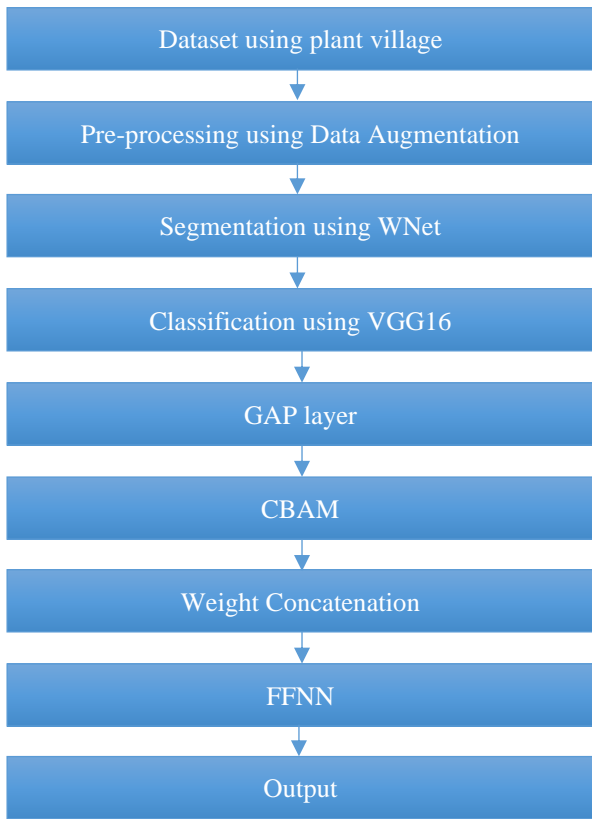 Dataset using plant village
Pre-processing using Data Augmentation
Segmentation using WNet
Classification using VGG16
GAP layer
CBAM
Weight Concatenation
FFNN
Output